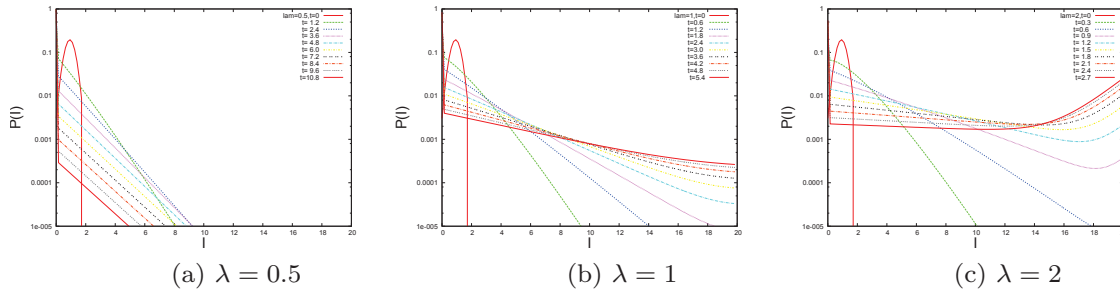 lam=0.5,t=0
t= 1.2
t= 2.4
t= 3.6
t= 4.8
t= 6.0
t= 7.2
t= 8.4
t= 9.6
t=10.8
1
0.1
0.01
0.001
0.0001
1e-005
P(I)
0 2 4 6 8 10 12 14 16 18 20
I
(a) λ = 0.5
lam=1,t=0
t=0.6
t=1.2
t=1.8
t=2.4
t=3.0
t=3.6
t=4.2
t=4.8
t=5.4
1
0.1
0.01
0.001
0.0001
1e-005
P(I)
0 2 4 6 8 10 12 14 16 18 20
I
(b) λ = 1
lam=2,t=0
t=0.3
t=0.6
t=0.9
t=1.2
t=1.5
t=1.8
t=2.1
t=2.4
t=2.7
1
0.1
0.01
0.001
0.0001
1e-005
P(I)
0 2 4 6 8 10 12 14 16 18
I
(c) λ = 2